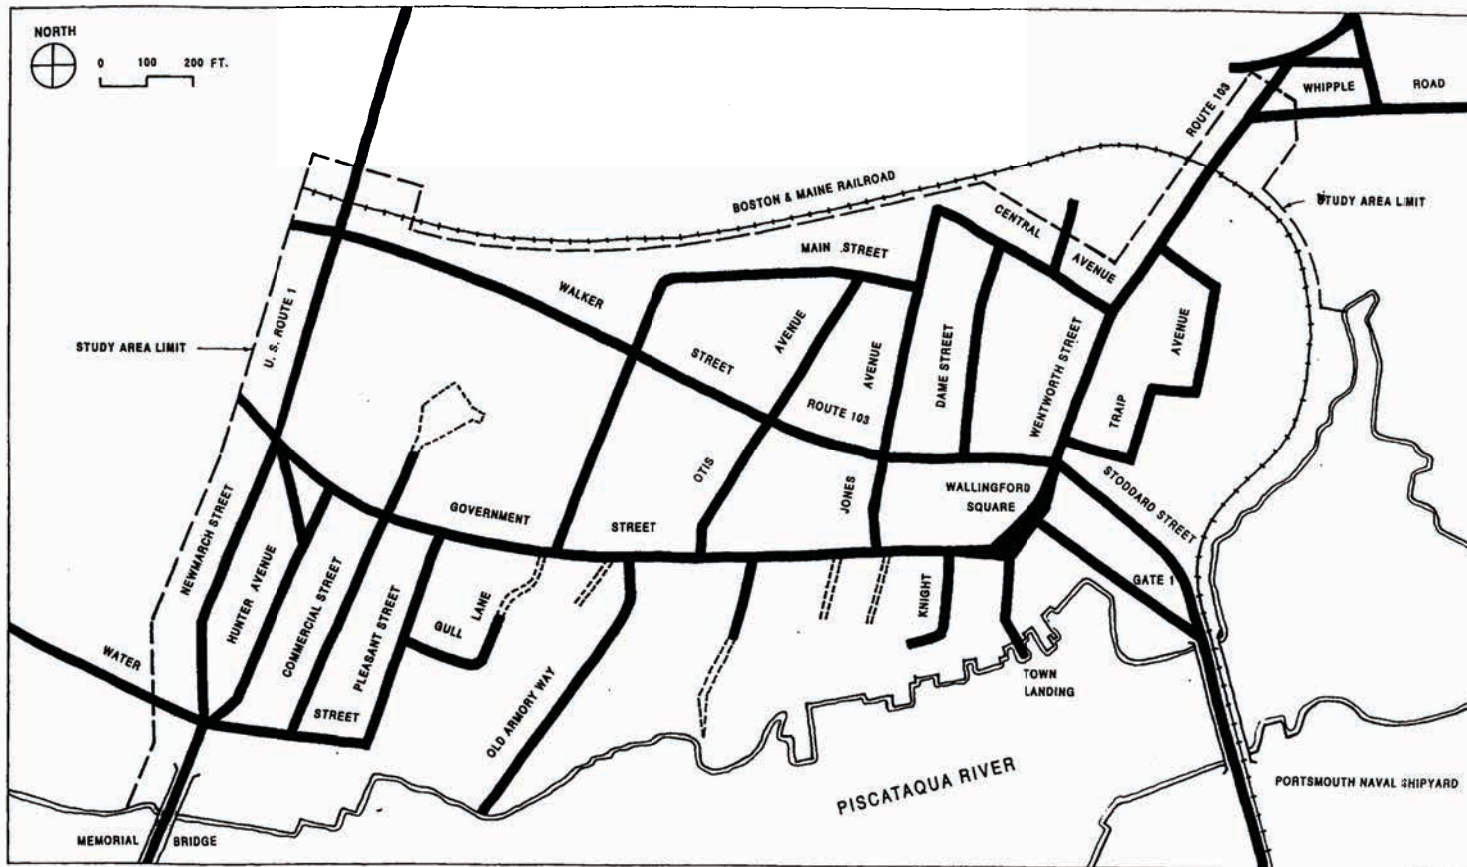 NORTH
0 100 200 FT.
WHIPPLE ROAD
ROUTE 103
STUDY AREA LIMIT
BOSTON & MAINE RAILROAD
CENTRAL AVENUE
MAIN STREET
WALKER STREET
U. S. ROUTE 1
STUDY AREA LIMIT
OTIS AVENUE
JONES AVENUE
ROUTE 103
DAME STREET
WENTWORTH STREET
TRAIP AVENUE
WALLINGFORD
SQUARE
STODDARD STREET
GATE 1
GOVERNMENT STREET
NEWMARCH STREET
HUNTER AVENUE
COMMERCIAL STREET
PLEASANT STREET
GULL LANE
KNIGHT
WATER STREET
OLD ARMORY WAY
TOWN
LANDING
PISCATAQUA RIVER
PORTSMOUTH NAVAL SHIPYARD
MEMORIAL BRIDGE